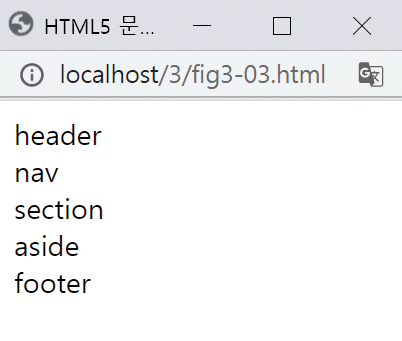 HTML5 문...
localhost/3/fig3-03.html
header
nav
section
aside
footer